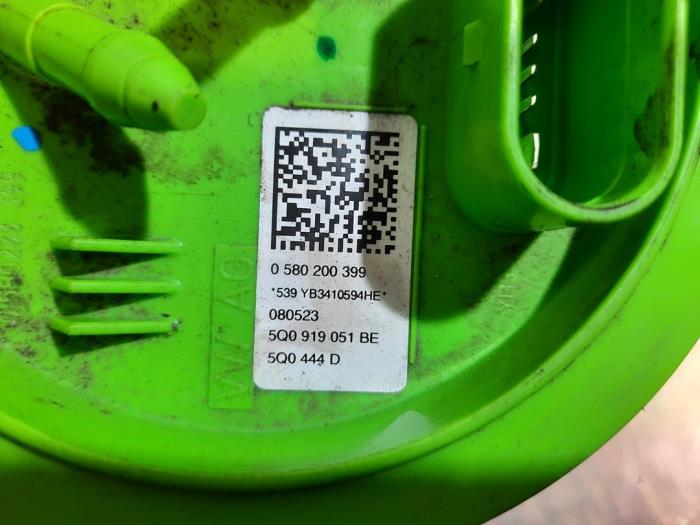 0 580 200 399
*539 YB3410594HE*
080523
5Q0 919 051 BE
5Q0 444 D
VW AG